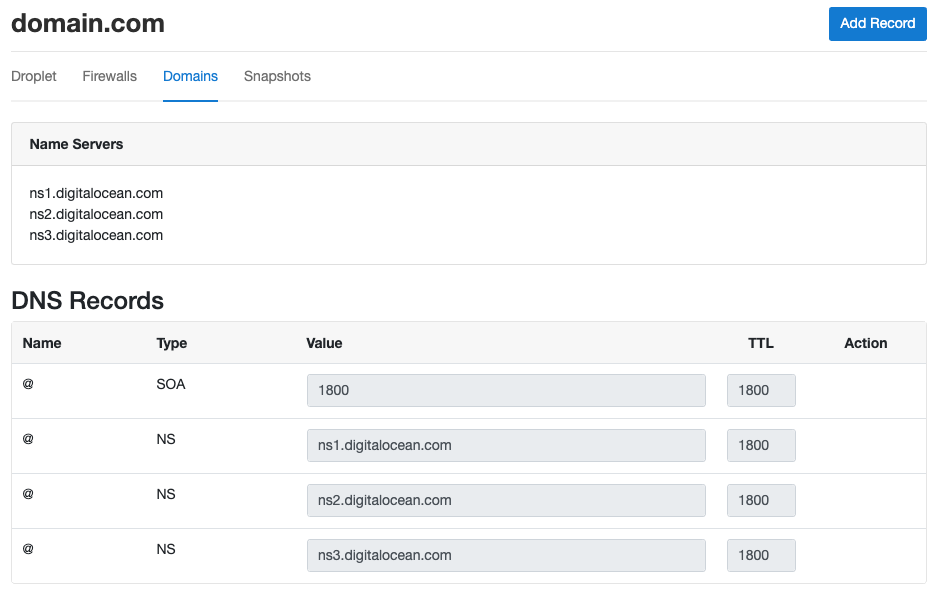 domain.com
Add Record
Droplet Firewalls Domains Snapshots
Name Servers
ns1.digitalocean.com
ns2.digitalocean.com
ns3.digitalocean.com
DNS Records
Name Type Value TTL Action
@ SOA 1800 1800
@ NS ns1.digitalocean.com 1800
@ NS ns2.digitalocean.com 1800
@ NS ns3.digitalocean.com 1800